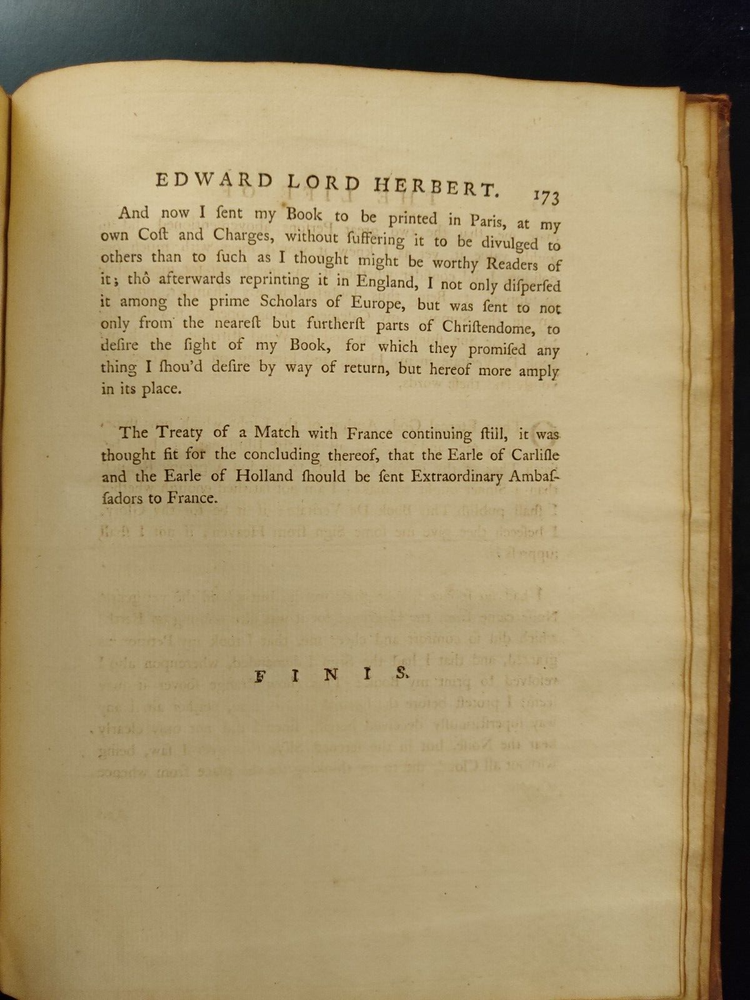 EDWARD LORD HERBERT. 173
And now I ſent my Book to be printed in Paris, at my
own Coſt and Charges, without ſuffering it to be divulged to
others than to ſuch as I thought might be worthy Readers of
it; thô afterwards reprinting it in England, I not only diſperſed
it among the prime Scholars of Europe, but was ſent to not
only from the neareſt but furtherſt parts of Chriſtendome, to
deſire the ſight of my Book, for which they promiſed any
thing I ſhou'd deſire by way of return, but hereof more amply
in its place.
The Treaty of a Match with France continuing ſtill, it was
thought fit for the concluding thereof, that the Earle of Carliſle
and the Earle of Holland ſhould be ſent Extraordinary Ambaſ-
ſadors to France.
F I N I S.